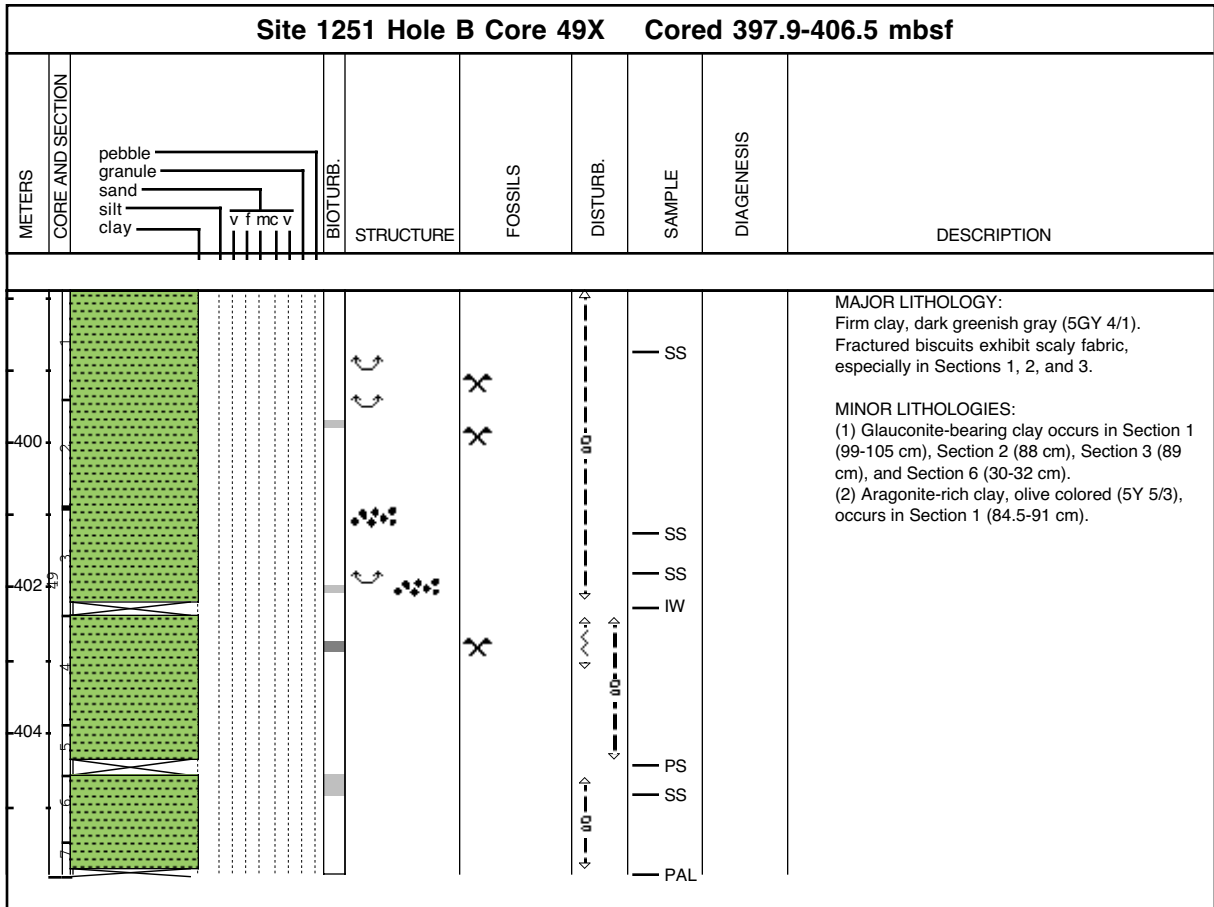 Site 1251 Hole B Core 49X Cored 397.9-406.5 mbsf
METERS
CORE AND SECTION
pebble
granule
sand
silt
clay
v f mc v
BIOTURB.
STRUCTURE
FOSSILS
DISTURB.
SAMPLE
DIAGENESIS
DESCRIPTION
400
402
404
49
1
2
3
4
5
6
7
SS
SS
SS
IW
PS
SS
PAL
MAJOR LITHOLOGY:
Firm clay, dark greenish gray (5GY 4/1).
Fractured biscuits exhibit scaly fabric,
especially in Sections 1, 2, and 3.
MINOR LITHOLOGIES:
(1) Glauconite-bearing clay occurs in Section 1
(99-105 cm), Section 2 (88 cm), Section 3 (89
cm), and Section 6 (30-32 cm).
(2) Aragonite-rich clay, olive colored (5Y 5/3),
occurs in Section 1 (84.5-91 cm).